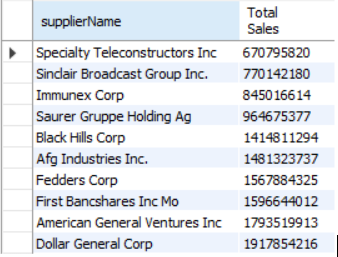 supplierName Total Sales
Specialty Teleconstructors Inc 670795820
Sinclair Broadcast Group Inc. 770142180
Immunex Corp 845016614
Saurer Gruppe Holding Ag 964675377
Black Hills Corp 1414811294
Afg Industries Inc. 1481323737
Fedders Corp 1567884325
First Bancshares Inc Mo 1596644012
American General Ventures Inc 1793519913
Dollar General Corp 1917854216